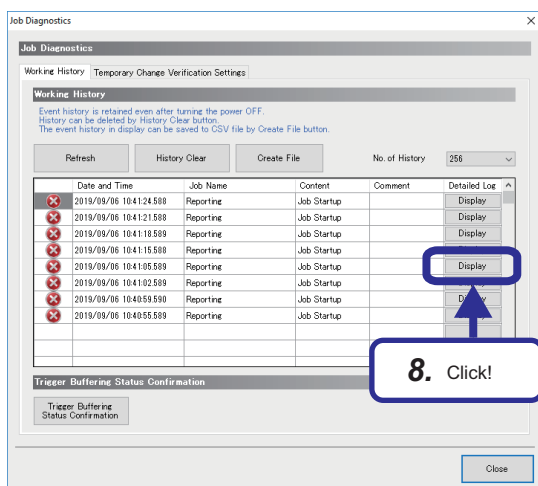 Job Diagnostics
Job Diagnostics
Working History Temporary Change Verification Settings
Working History
Event history is retained even after turning the power OFF.
History can be deleted by History Clear button.
The event history in display can be saved to CSV file by Create File button.
Refresh History Clear Create File No. of History 256
Date and Time Job Name Content Comment Detailed Log
2019/09/06 10:41:24.588 Reporting Job Startup Display
2019/09/06 10:41:21.588 Reporting Job Startup Display
2019/09/06 10:41:18.589 Reporting Job Startup Display
2019/09/06 10:41:15.588 Reporting Job Startup
2019/09/06 10:41:05.589 Reporting Job Startup Display
2019/09/06 10:41:02.589 Reporting Job Startup
2019/09/06 10:40:59.590 Reporting Job Startup
2019/09/06 10:40:55.589 Reporting Job Startup
8. Click!
Trigger Buffering Status Confirmation
Trigger Buffering
Status Confirmation
Close